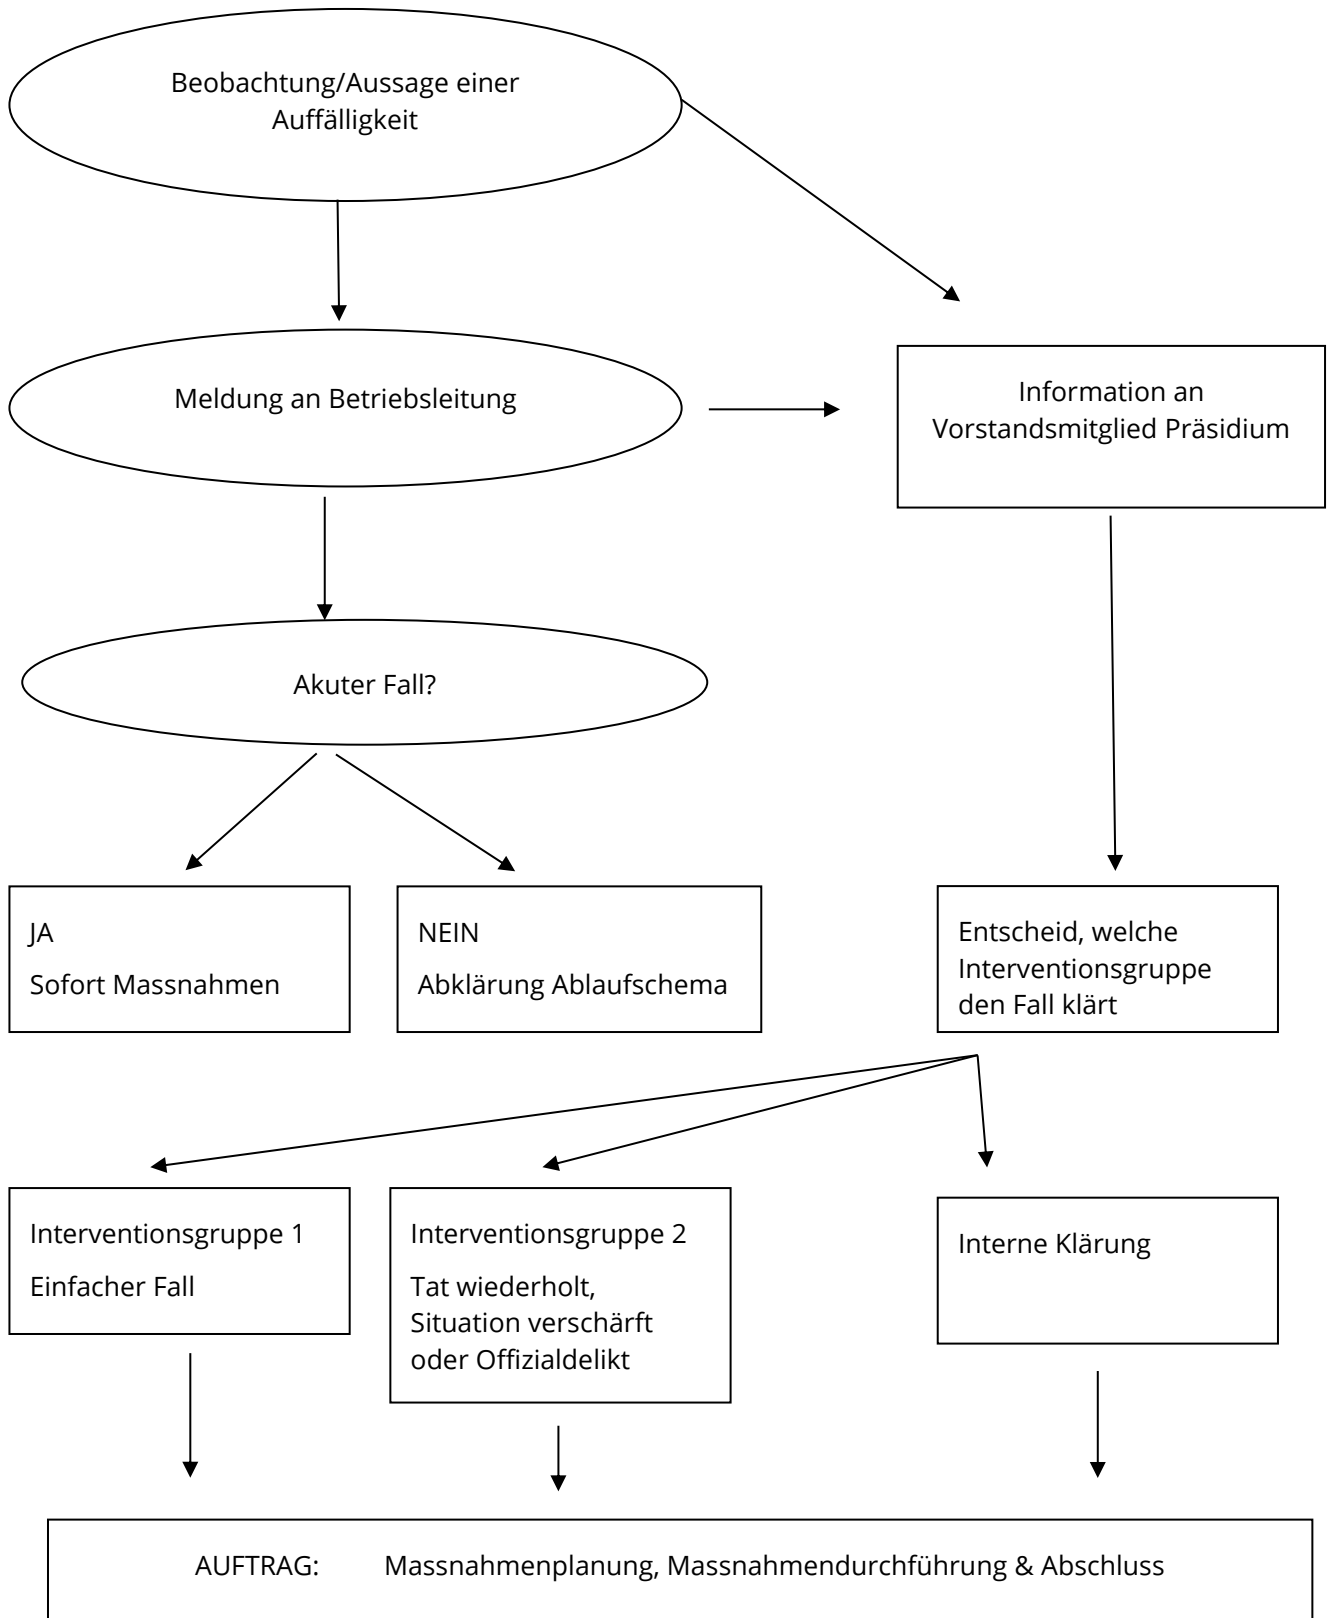 Beobachtung/Aussage einer
Auffälligkeit
Meldung an Betriebsleitung
Information an
Vorstandsmitglied Präsidium
Akuter Fall?
JA
Sofort Massnahmen
NEIN
Abklärung Ablaufschema
Entscheid, welche
Interventionsgruppe
den Fall klärt
Interventionsgruppe 1
Einfacher Fall
Interventionsgruppe 2
Tat wiederholt,
Situation verschärft
oder Offizialdelikt
Interne Klärung
AUFTRAG: Massnahmenplanung, Massnahmendurchführung & Abschluss